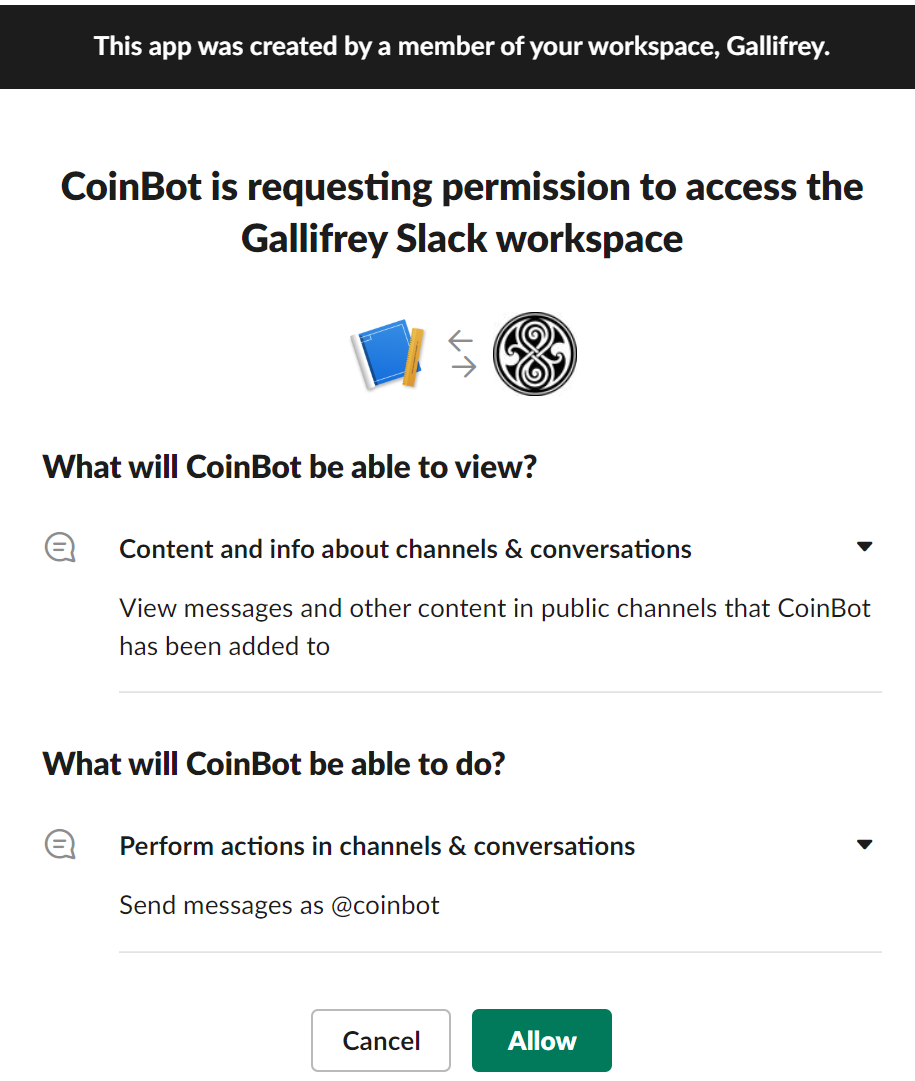 This app was created by a member of your workspace, Gallifrey.
CoinBot is requesting permission to access the
Gallifrey Slack workspace
What will CoinBot be able to view?
Content and info about channels & conversations
View messages and other content in public channels that CoinBot
has been added to
What will CoinBot be able to do?
Perform actions in channels & conversations
Send messages as @coinbot
Cancel
Allow